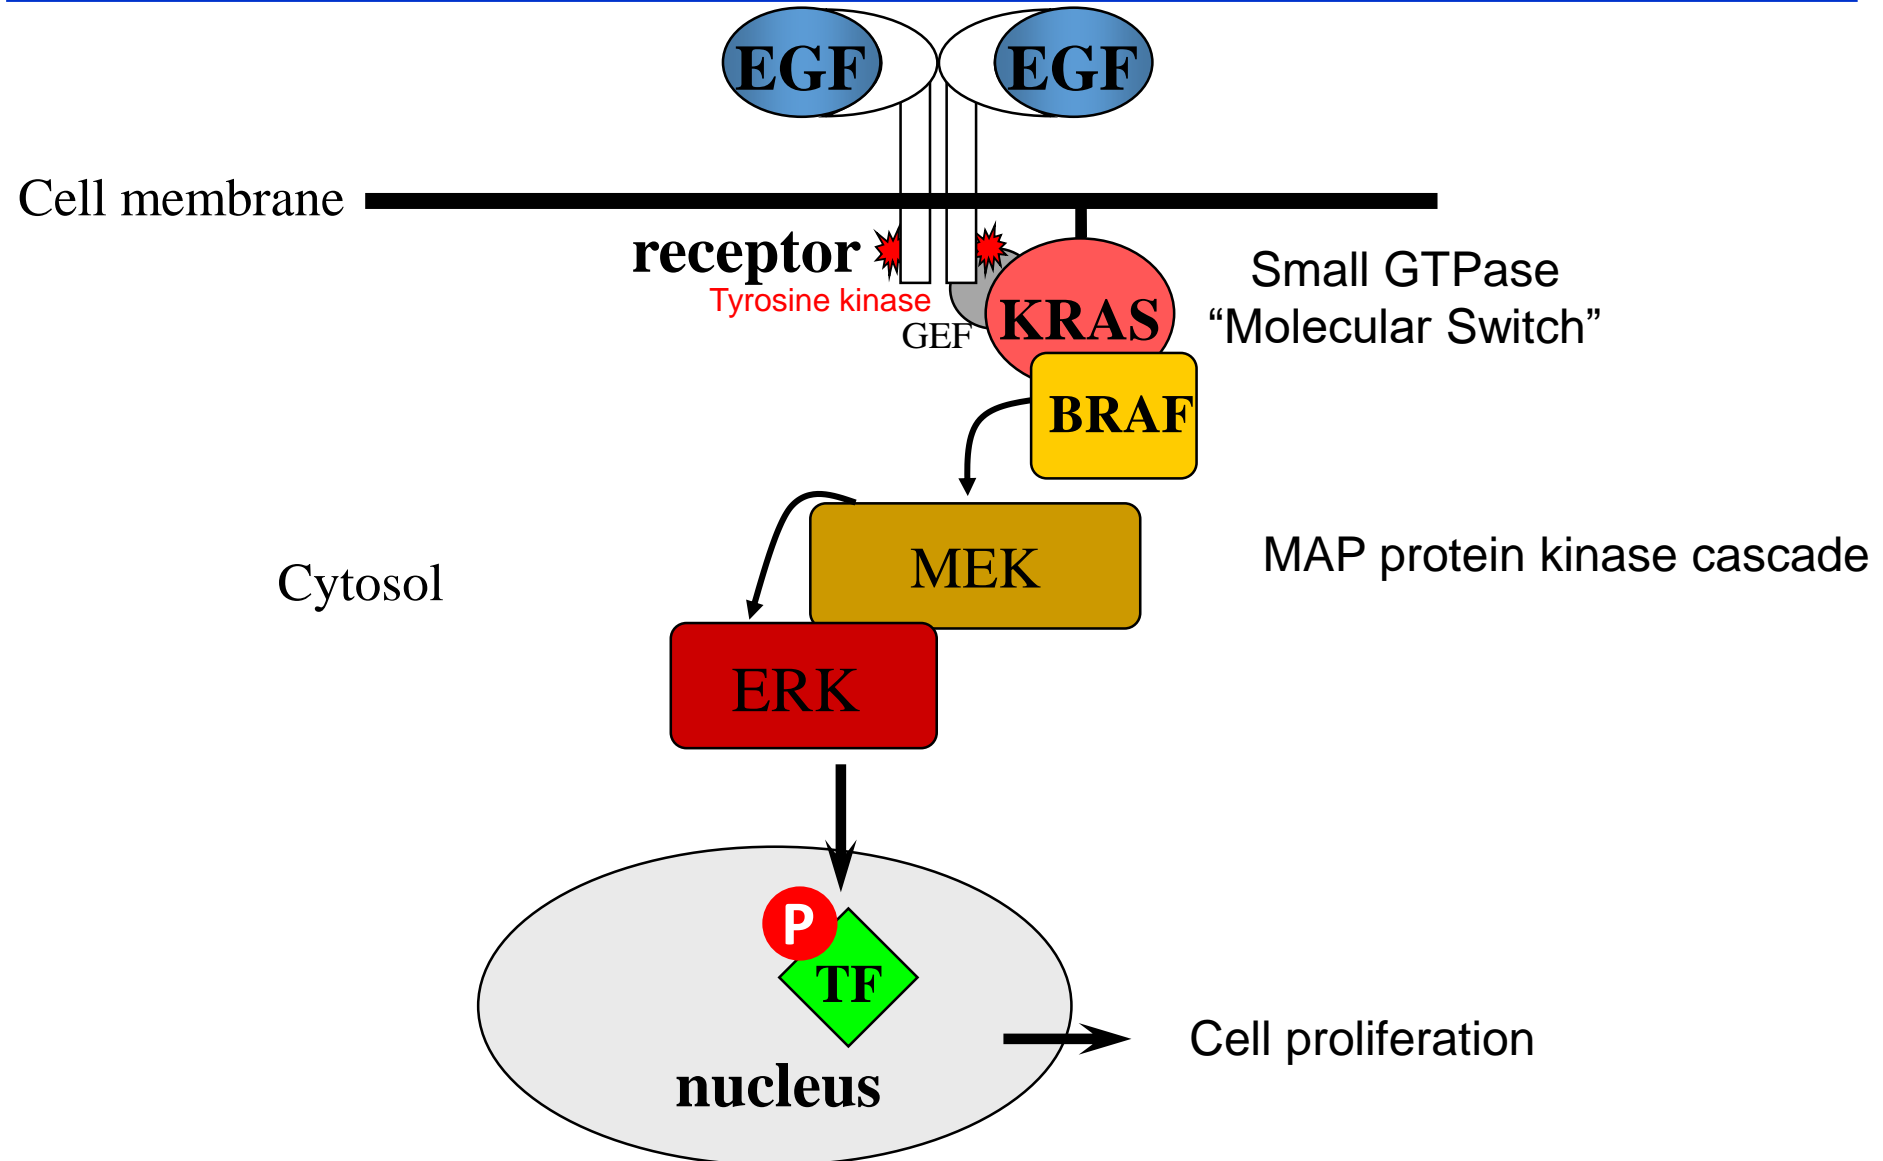 EGF EGF
Cell membrane
receptor
Tyrosine kinase
GEF
KRAS
Small GTPase
“Molecular Switch”
BRAF
MEK
MAP protein kinase cascade
Cytosol
ERK
P
TF
Cell proliferation
nucleus